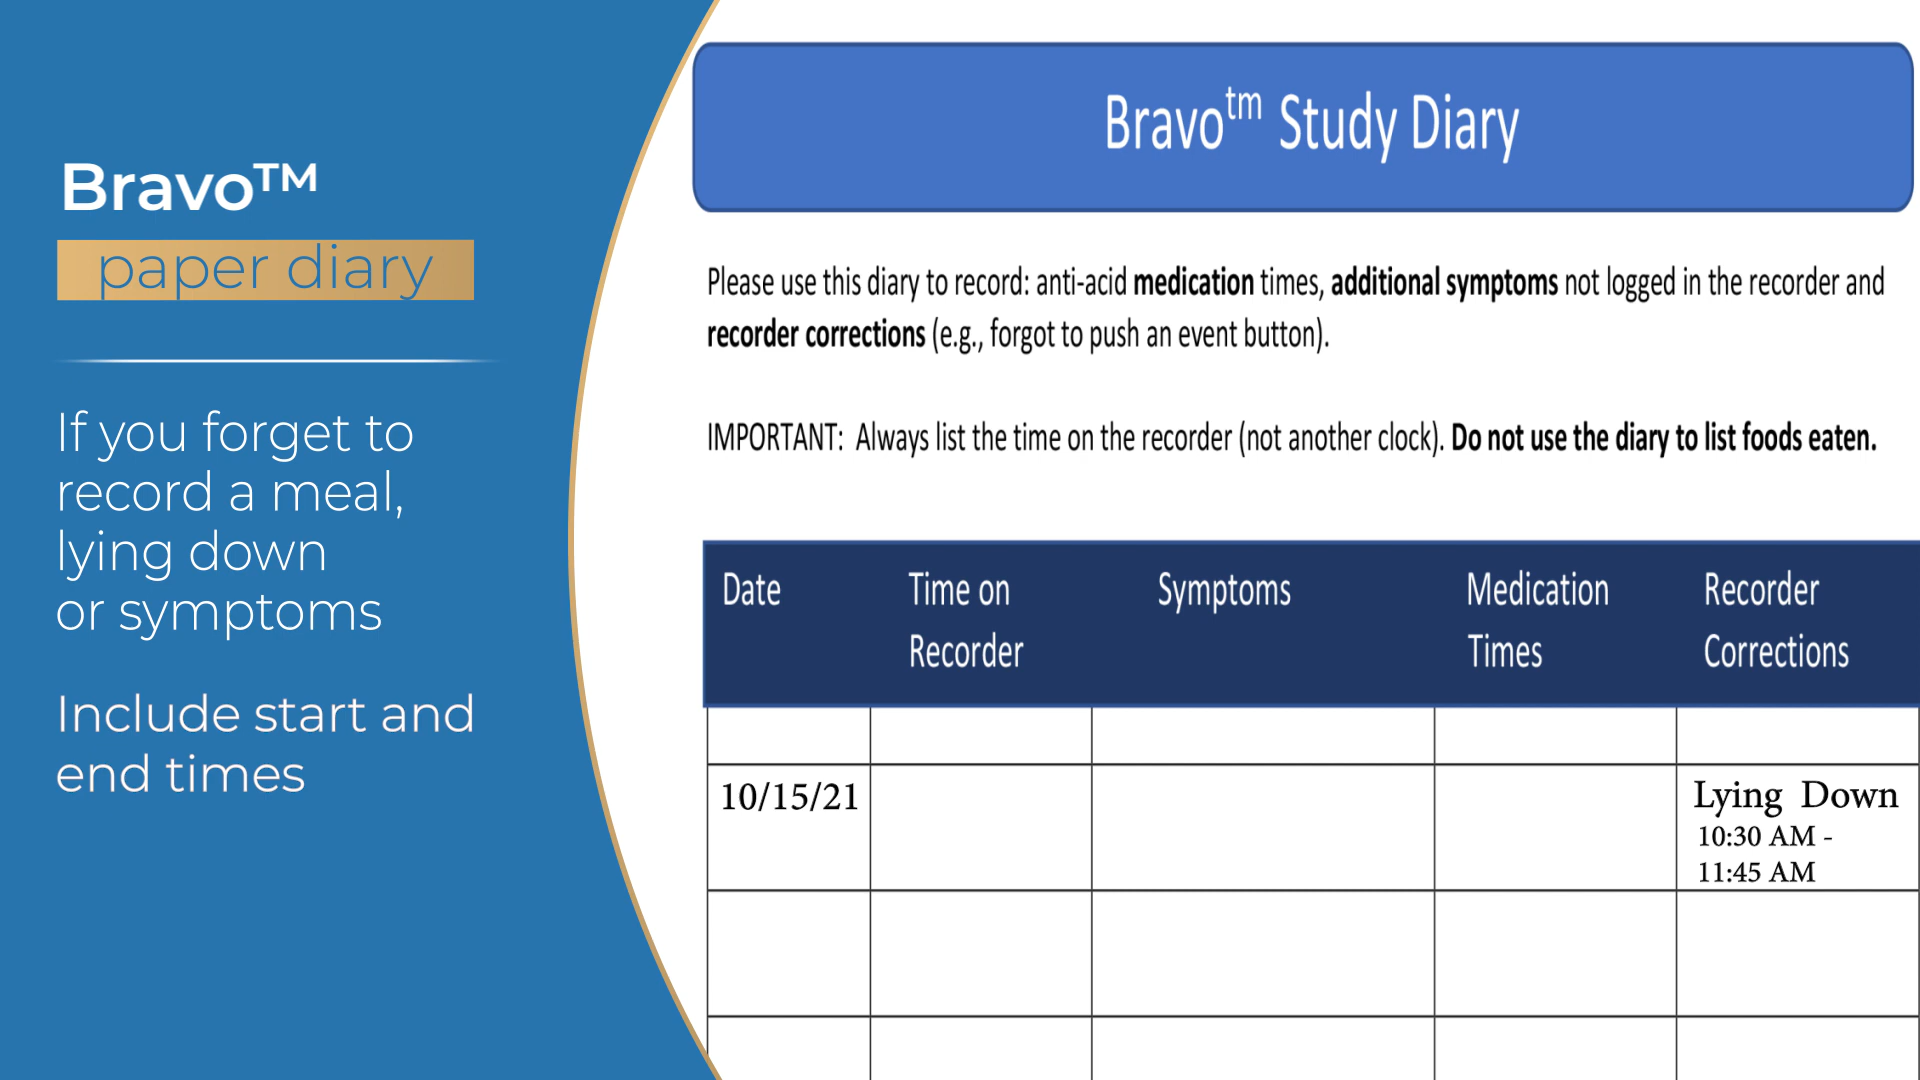 Bravo™
paper diary
If you forget to
record a meal,
lying down
or symptoms
Include start and
end times
Bravotm Study Diary
Please use this diary to record: anti-acid medication times, additional symptoms not logged in the recorder and
recorder corrections (e.g., forgot to push an event button).
IMPORTANT:  Always list the time on the recorder (not another clock). Do not use the diary to list foods eaten.
Date Time on Recorder Symptoms Medication Times Recorder Corrections
10/15/21 Lying Down
10:30 AM -
11:45 AM